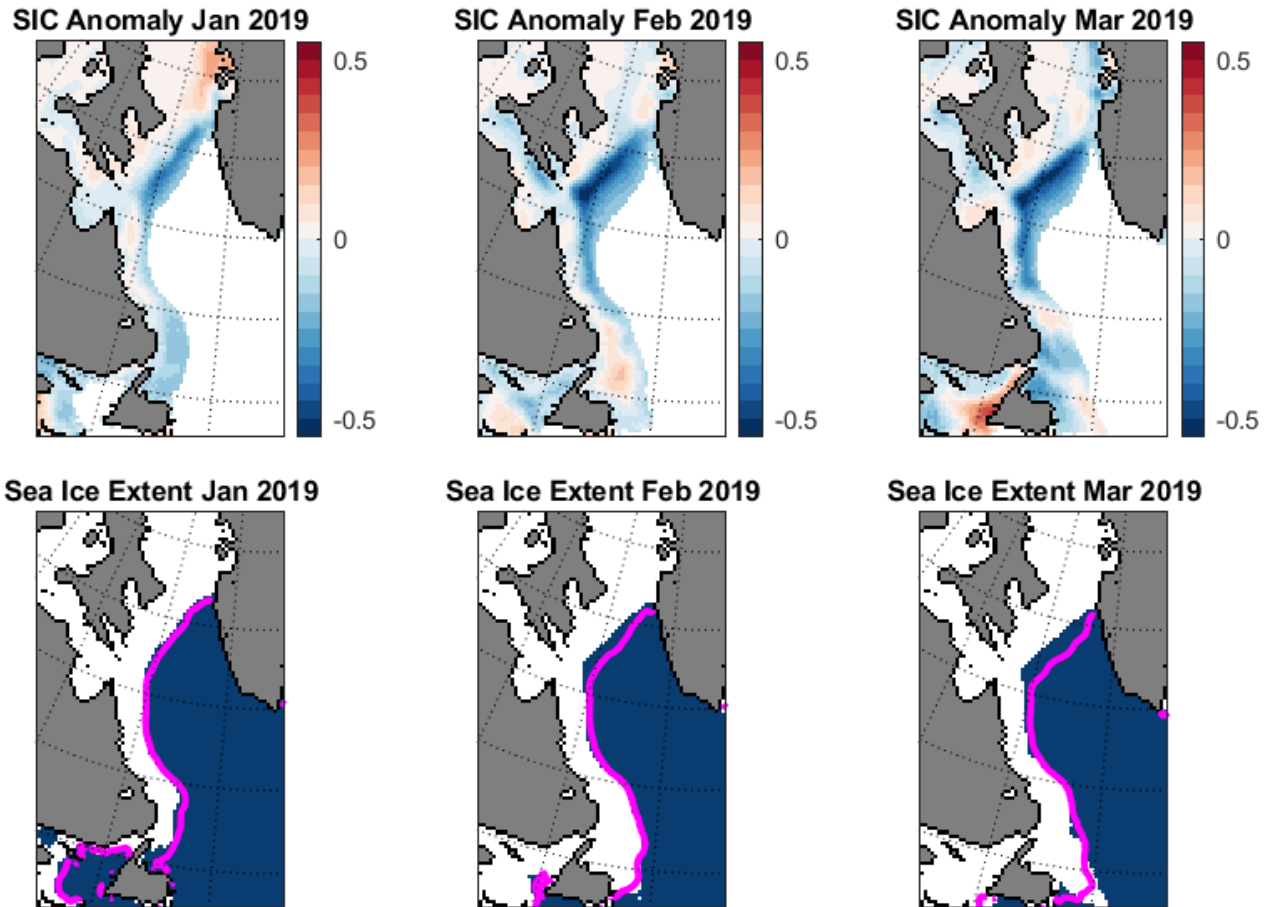 SIC Anomaly Jan 2019
SIC Anomaly Feb 2019
SIC Anomaly Mar 2019
0.5
0
-0.5
0.5
0
-0.5
0.5
0
-0.5
Sea Ice Extent Jan 2019
Sea Ice Extent Feb 2019
Sea Ice Extent Mar 2019